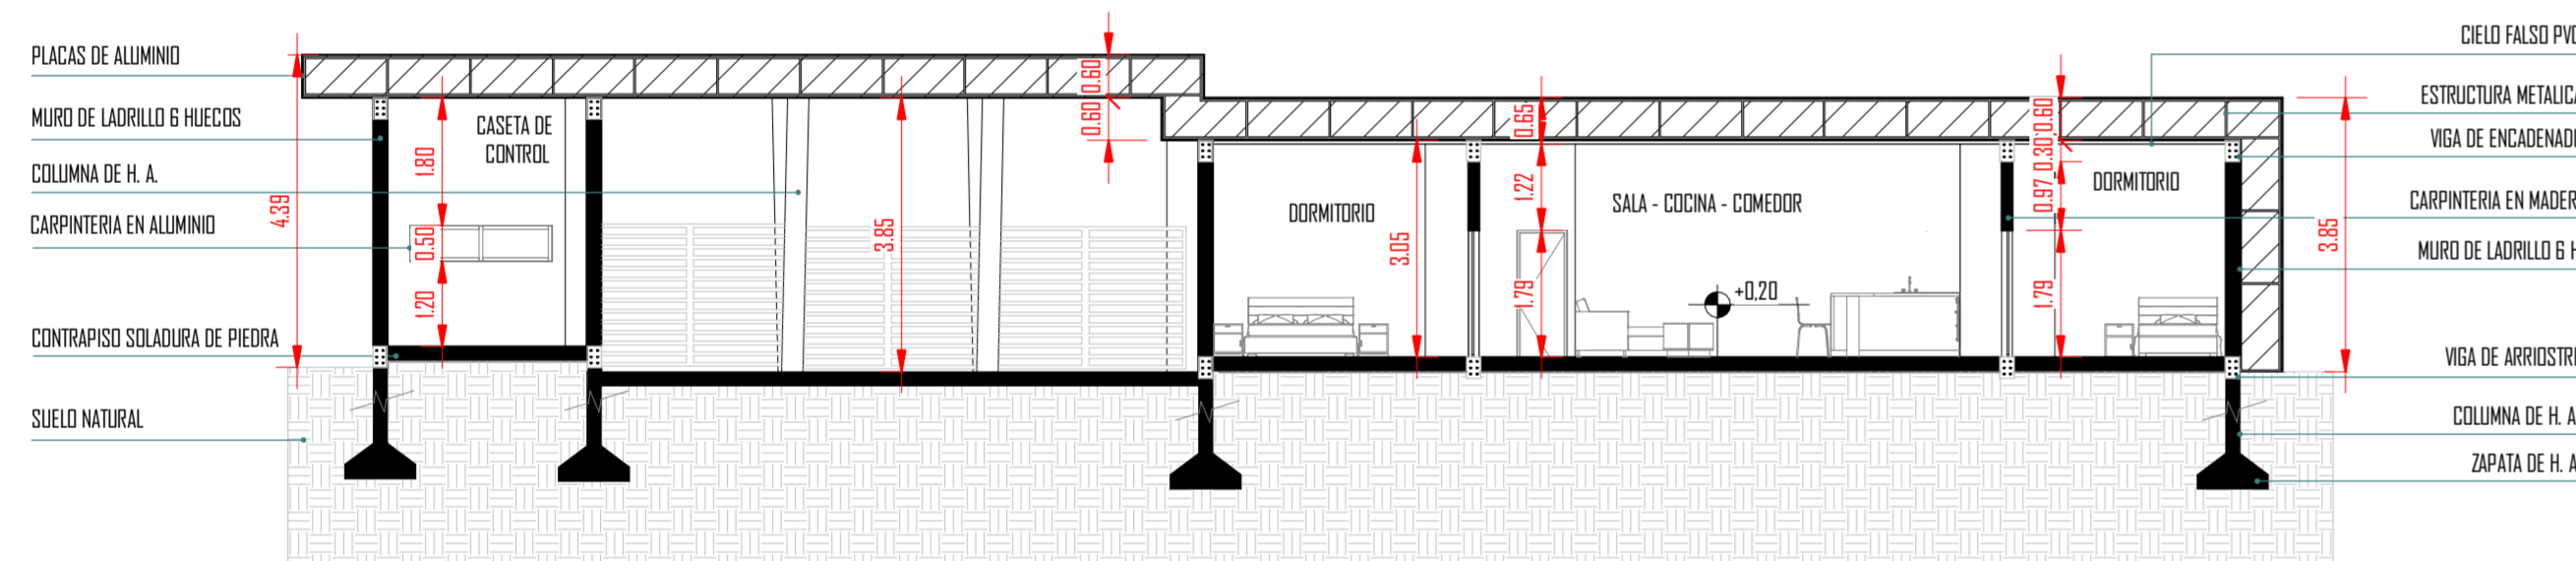 PLACAS DE ALUMINIO
MURO DE LADRILLO 6 HUECOS
COLUMNA DE H. A.
CARPINTERIA EN ALUMINIO
CONTRAPISO SOLADURA DE PIEDRA
SUELO NATURAL
4.39
1.80
0.50
1.20
CASETA DE
CONTROL
3.85
0.60
0.60
DORMITORIO
3.05
0.65
1.22
1.79
SALA - COCINA - COMEDOR
+0,20
0.60
0.30
0.97
1.79
DORMITORIO
3.85
CIELO FALSO PVC
ESTRUCTURA METALICA
VIGA DE ENCADENAD
CARPINTERIA EN MADER
MURO DE LADRILLO 6 H
VIGA DE ARRIOSTR
COLUMNA DE H. A
ZAPATA DE H. A